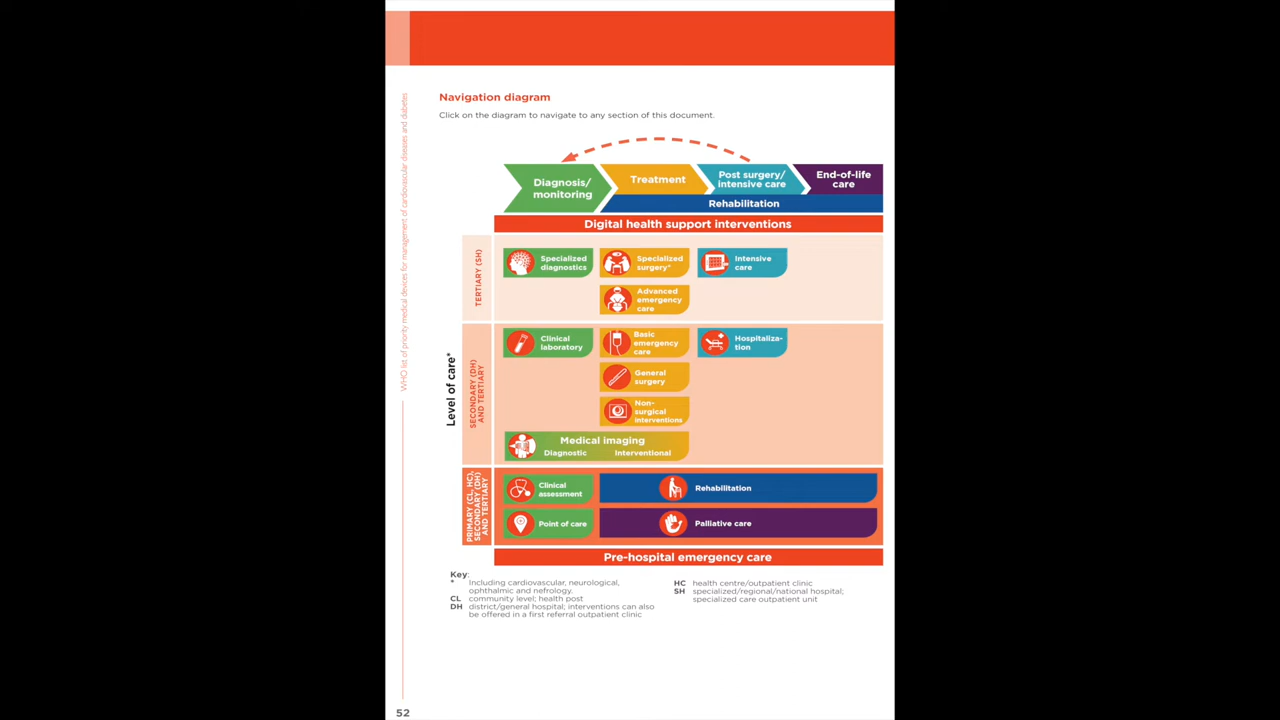 WHO list of priority medical devices for management of cardiovascular diseases and diabetes
Navigation diagram
Click on the diagram to navigate to any section of this document.
Diagnosis/
monitoring
Treatment
Post surgery/
intensive care
End-of-life
care
Rehabilitation
Digital health support interventions
Level of care*
TERTIARY (SH)
Specialized
diagnostics
Specialized
surgery*
Intensive
care
Advanced
emergency
care
SECONDARY (DH)
AND TERTIARY
Clinical
laboratory
Basic
emergency
care
Hospitaliza-
tion
General
surgery
Non-
surgical
interventions
Medical imaging
Diagnostic Interventional
PRIMARY (CL, HC),
SECONDARY (DH)
AND TERTIARY
Clinical
assessment
Rehabilitation
Point of care
Palliative care
Pre-hospital emergency care
Key:
* Including cardiovascular, neurological,
ophthalmic and nefrology.
CL community level; health post
DH district/general hospital; interventions can also
be offered in a first referral outpatient clinic
HC health centre/outpatient clinic
SH specialized/regional/national hospital;
specialized care outpatient unit
52